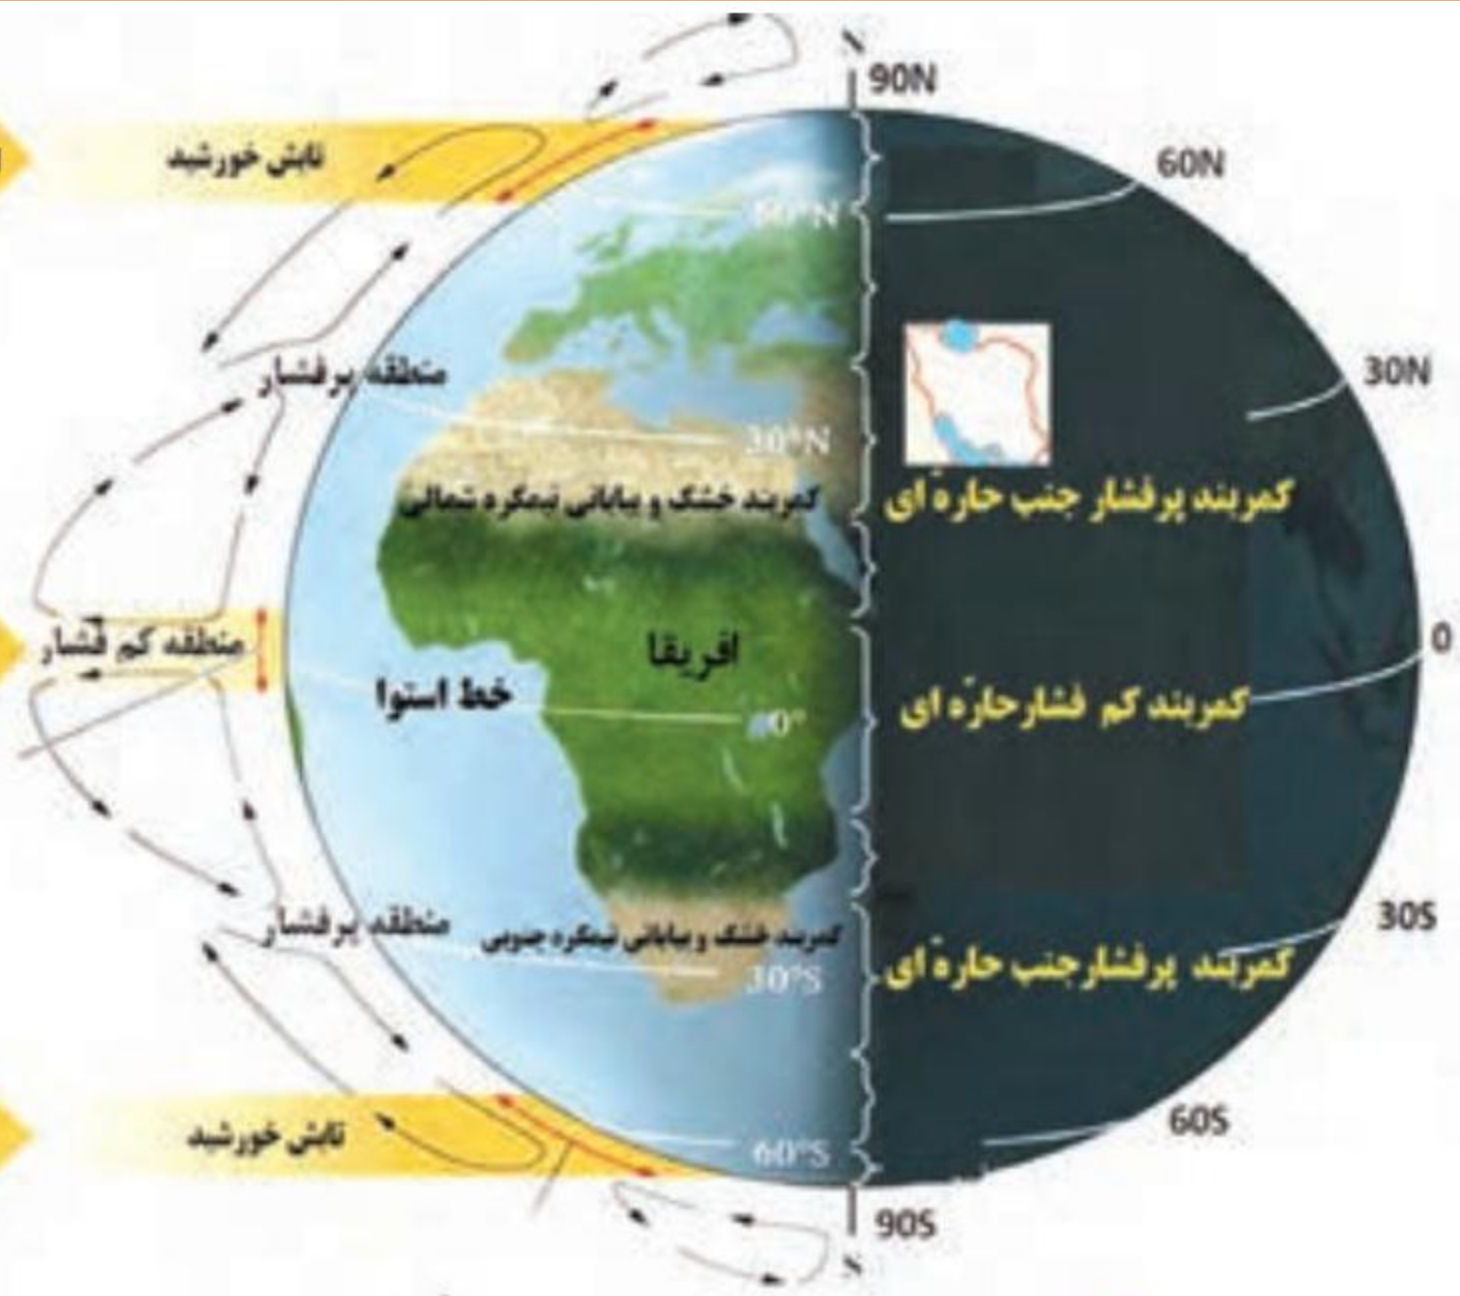 90N
تابش خورشید
60N
60°N
منطقه پرفشار
30N
30°N
کمربند خشک و بیابانی نیمکره شمالی
کمربند پرفشار جنب حارّه ای
منطقه کم فشار
افریقا
0
خط استوا
0°
کمربند کم فشار حارّه ای
منطقه پرفشار
کمربند خشک و بیابانی نیمکره جنوبی
30S
30°S
کمربند پرفشار جنب حارّه ای
تابش خورشید
60°S
60S
90S